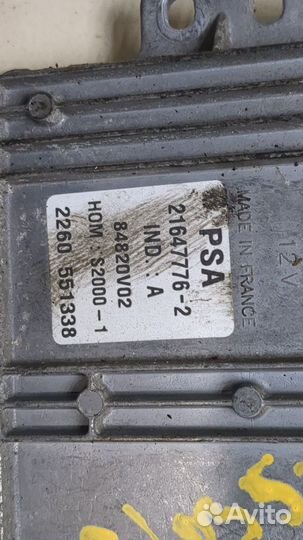 PSA
21647776-2
IND : A
84820V02
HOM : S2000-1
2260 551338
MADE IN FRANCE
12V
Avito